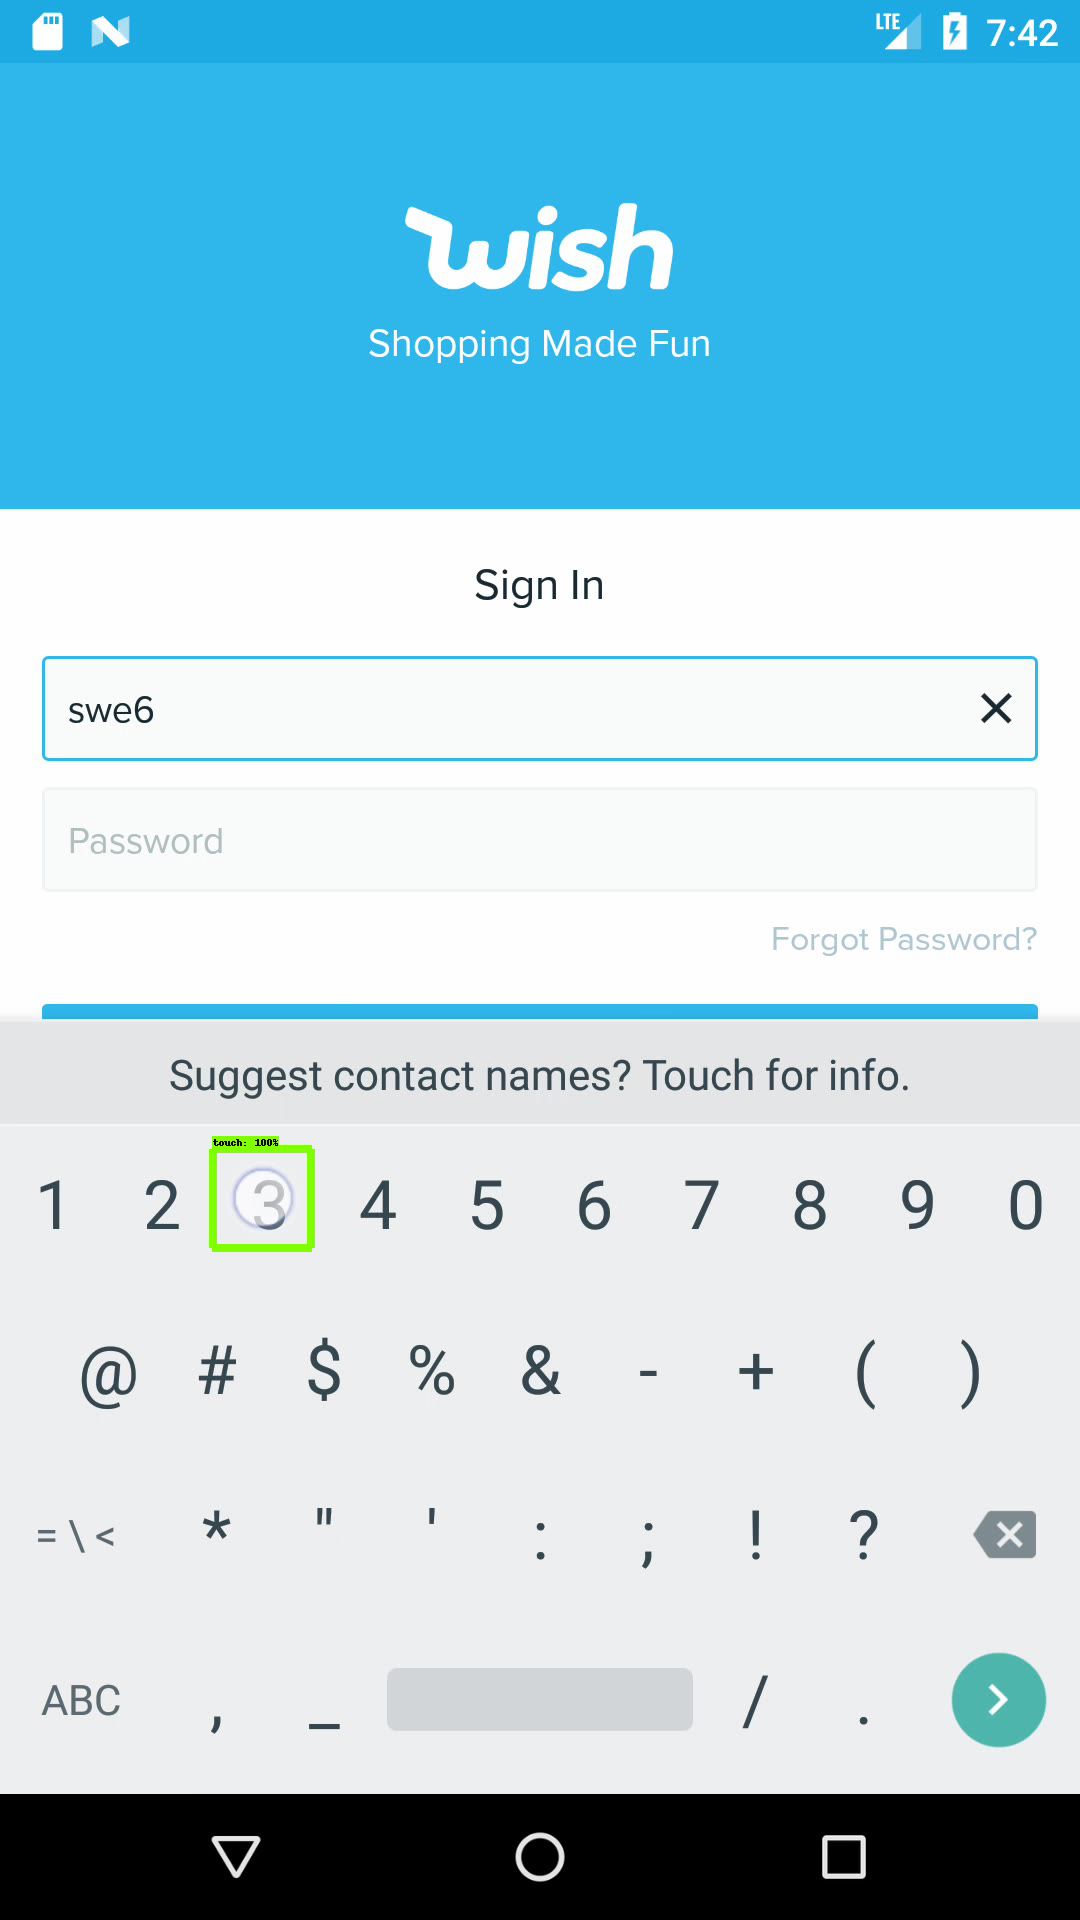 LTE 7:42
wish
Shopping Made Fun
Sign In
swe6
Password
Forgot Password?
Suggest contact names? Touch for info.
touch: 100%
1 2 3 4 5 6 7 8 9 0
@ # $ % & - + ( )
= \ < * " ' : ; ! ?
ABC , _ / .